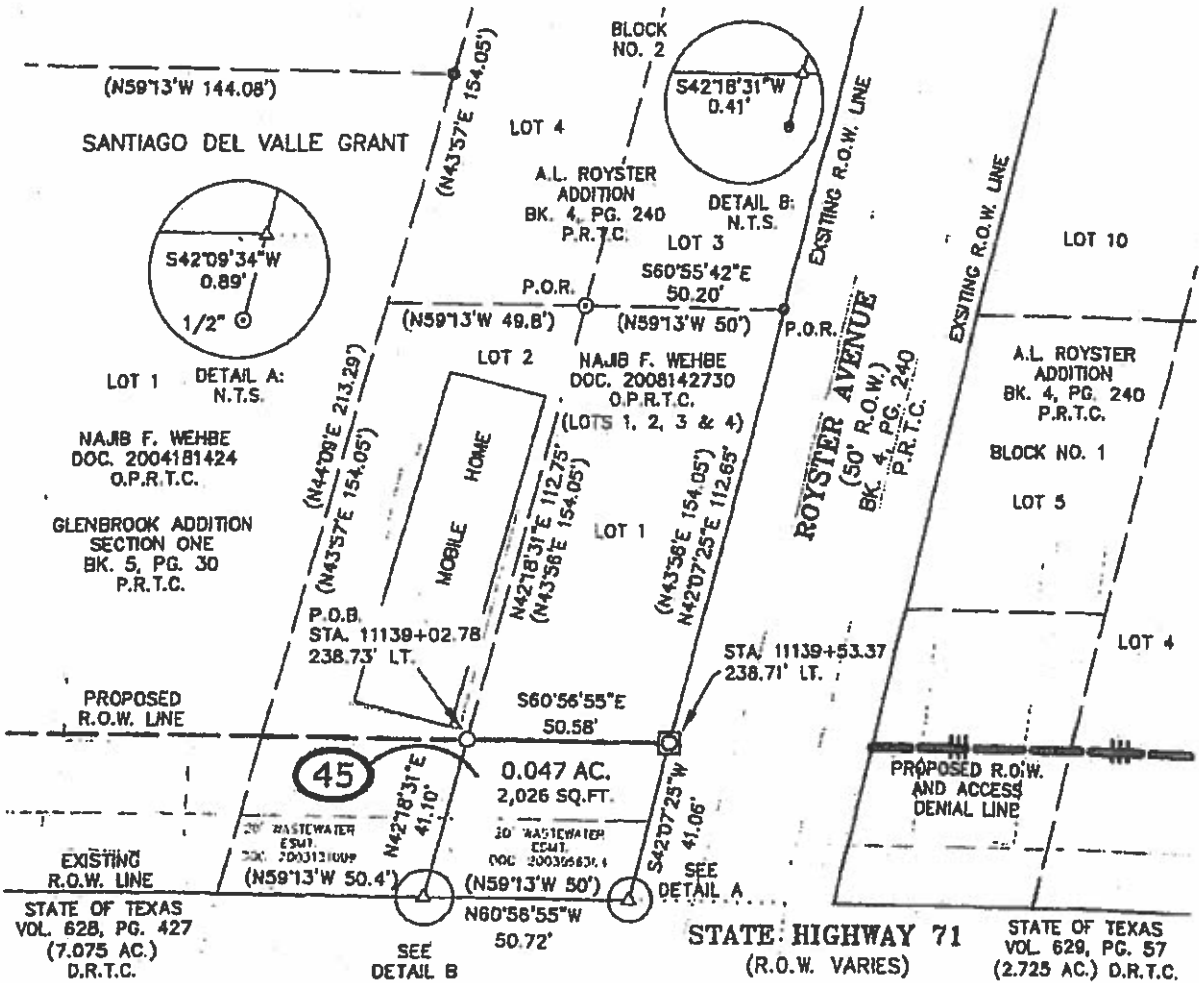 BLOCK
NO. 2
(N59°13'W 144.08')
(N43°57'E 154.05')
S42°18'31"W
0.41'
DETAIL B:
N.T.S.
SANTIAGO DEL VALLE GRANT
LOT 4
A.L. ROYSTER
ADDITION
BK. 4, PG. 240
P.R.T.C.
LOT 3
EXSITING R.O.W. LINE
EXSITING R.O.W. LINE
LOT 10
S42°09'34"W
0.89'
1/2"
DETAIL A:
N.T.S.
P.O.R.
S60°55'42"E
50.20'
(N59°13'W 49.8')
(N59°13'W 50')
P.O.R.
ROYSTER AVENUE
(50' R.O.W.)
BK. 4, PG. 240
P.R.T.C.
A.L. ROYSTER
ADDITION
BK. 4, PG. 240
P.R.T.C.
BLOCK NO. 1
LOT 5
LOT 4
LOT 1
NAJIB F. WEHBE
DOC. 2004181424
O.P.R.T.C.
GLENBROOK ADDITION
SECTION ONE
BK. 5, PG. 30
P.R.T.C.
(N44°09'E 213.29')
(N43°57'E 154.05')
LOT 2
MOBILE HOME
NAJIB F. WEHBE
DOC. 2008142730
O.P.R.T.C.
(LOTS 1, 2, 3 & 4)
N42°18'31"E 112.75'
(N43°56'E 154.05')
LOT 1
(N43°56'E 154.05')
N42°07'25"E 112.65'
P.O.B.
STA. 11139+02.78
238.73' LT.
STA. 11139+53.37
238.71' LT.
PROPOSED
R.O.W. LINE
S60°56'55"E
50.58'
45
0.047 AC.
2,026 SQ.FT.
N42°18'31"E
41.10'
S42°07'25"W
41.06'
PROPOSED R.O.W.
AND ACCESS
DENIAL LINE
20' WASTEWATER
ESMT.
DOC.
WASTEWATER
ESMT.
DOC
EXISTING
R.O.W. LINE
(N59°13'W 50.4')
(N59°13'W 50')
SEE
DETAIL A
N60°58'55"W
50.72'
SEE
DETAIL B
STATE OF TEXAS
VOL. 628, PG. 427
(7.075 AC.)
D.R.T.C.
STATE HIGHWAY 71
(R.O.W. VARIES)
STATE OF TEXAS
VOL. 629, PG. 57
(2.725 AC.) D.R.T.C.